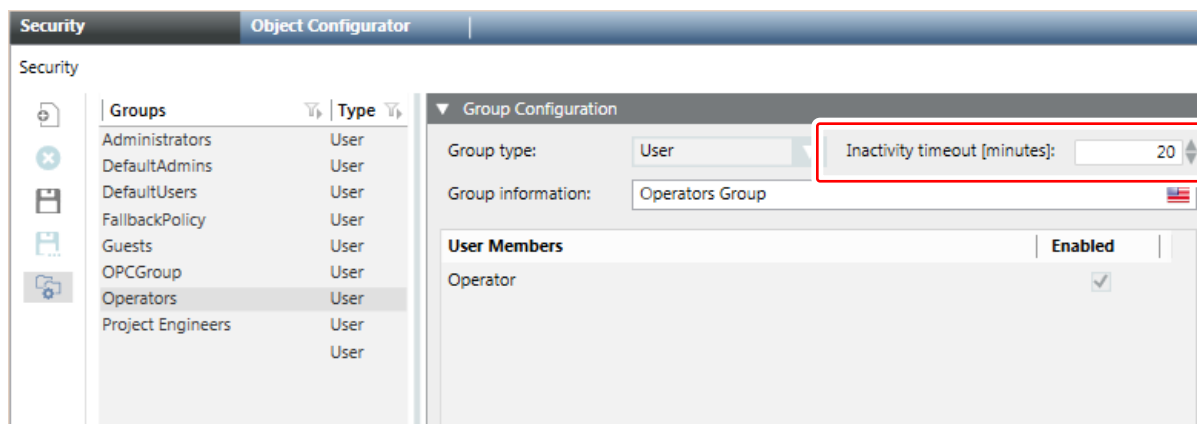 Security Object Configurator
Security
Groups Type
Administrators User
DefaultAdmins User
DefaultUsers User
FallbackPolicy User
Guests User
OPCGroup User
Operators User
Project Engineers User
User
Group Configuration
Group type: User Inactivity timeout [minutes]: 20
Group information: Operators Group
User Members Enabled
Operator